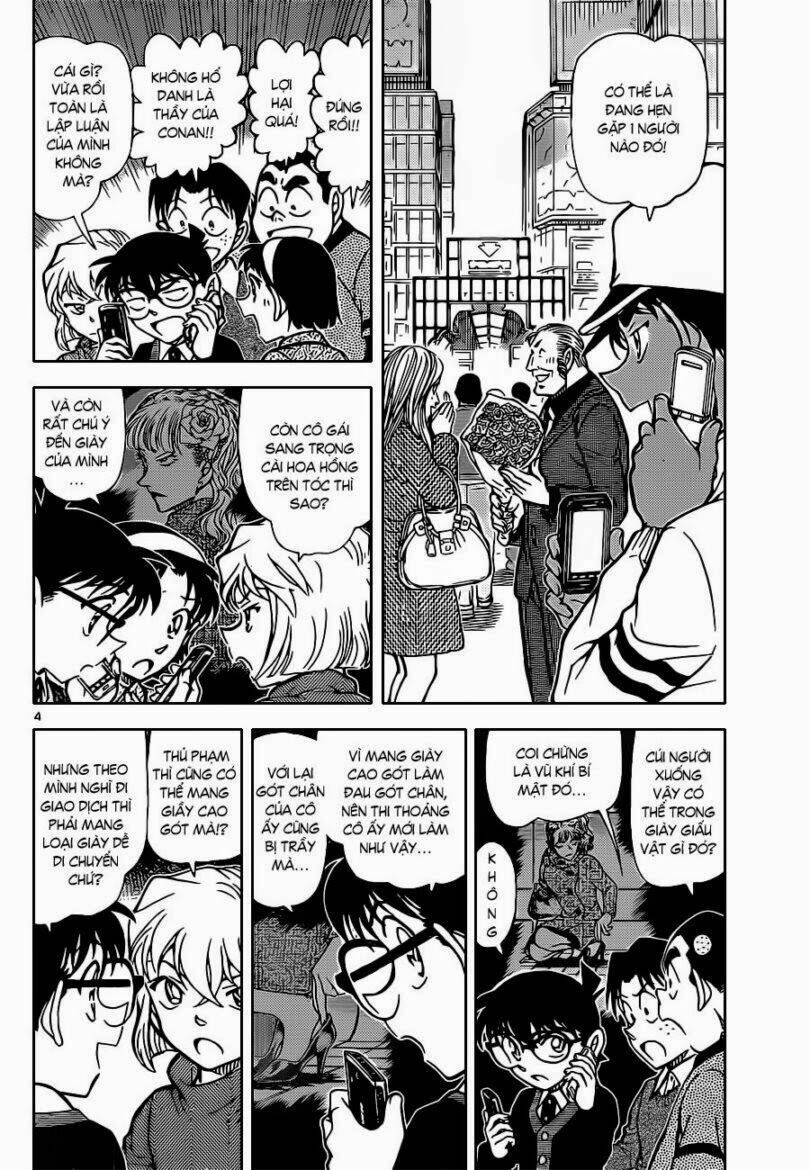 CÓ THỂ LÀ
ĐANG HẸN
GẶP 1 NGƯỜI
NÀO ĐÓ!
ĐÚNG
RỒI!!
LỢI
HẠI
QUÁ!
KHÔNG HỔ
DANH LÀ
THẦY CỦA
CONAN!!
CÁI GÌ?
VỪA RỒI
TOÀN LÀ
LẬP LUẬN
CỦA MÌNH
KHÔNG
MÀ?
CÒN CÔ GÁI
SANG TRỌNG
CÀI HOA HỒNG
TRÊN TÓC THÌ
SAO?
VÀ CÒN
RẤT CHÚ Ý
ĐẾN GIÀY
CỦA MÌNH
...
4
CÚI NGƯỜI
XUỐNG
VẬY CÓ
THỂ TRONG
GIÀY GIẤU
VẬT GÌ ĐÓ?
COI CHỪNG
LÀ VŨ KHÍ BÍ
MẬT ĐÓ...
KHÔNG
VÌ MANG GIÀY
CAO GÓT LÀM
ĐAU GÓT CHÂN,
NÊN THI THOẢNG
CÔ ẤY MỚI LÀM
NHƯ VẬY...
VỚI LẠI
GÓT CHÂN
CỦA CÔ
ẤY CŨNG
BỊ TRẦY
MÀ...
THỦ PHẠM
THÌ CŨNG CÓ
THỂ MANG
GIẦY CAO
GÓT MÀ!?
NHƯNG THEO
MÌNH NGHĨ ĐI
GIAO DỊCH THÌ
PHẢI MANG
LOẠI GIÀY DỄ
DI CHUYỂN
CHỨ?